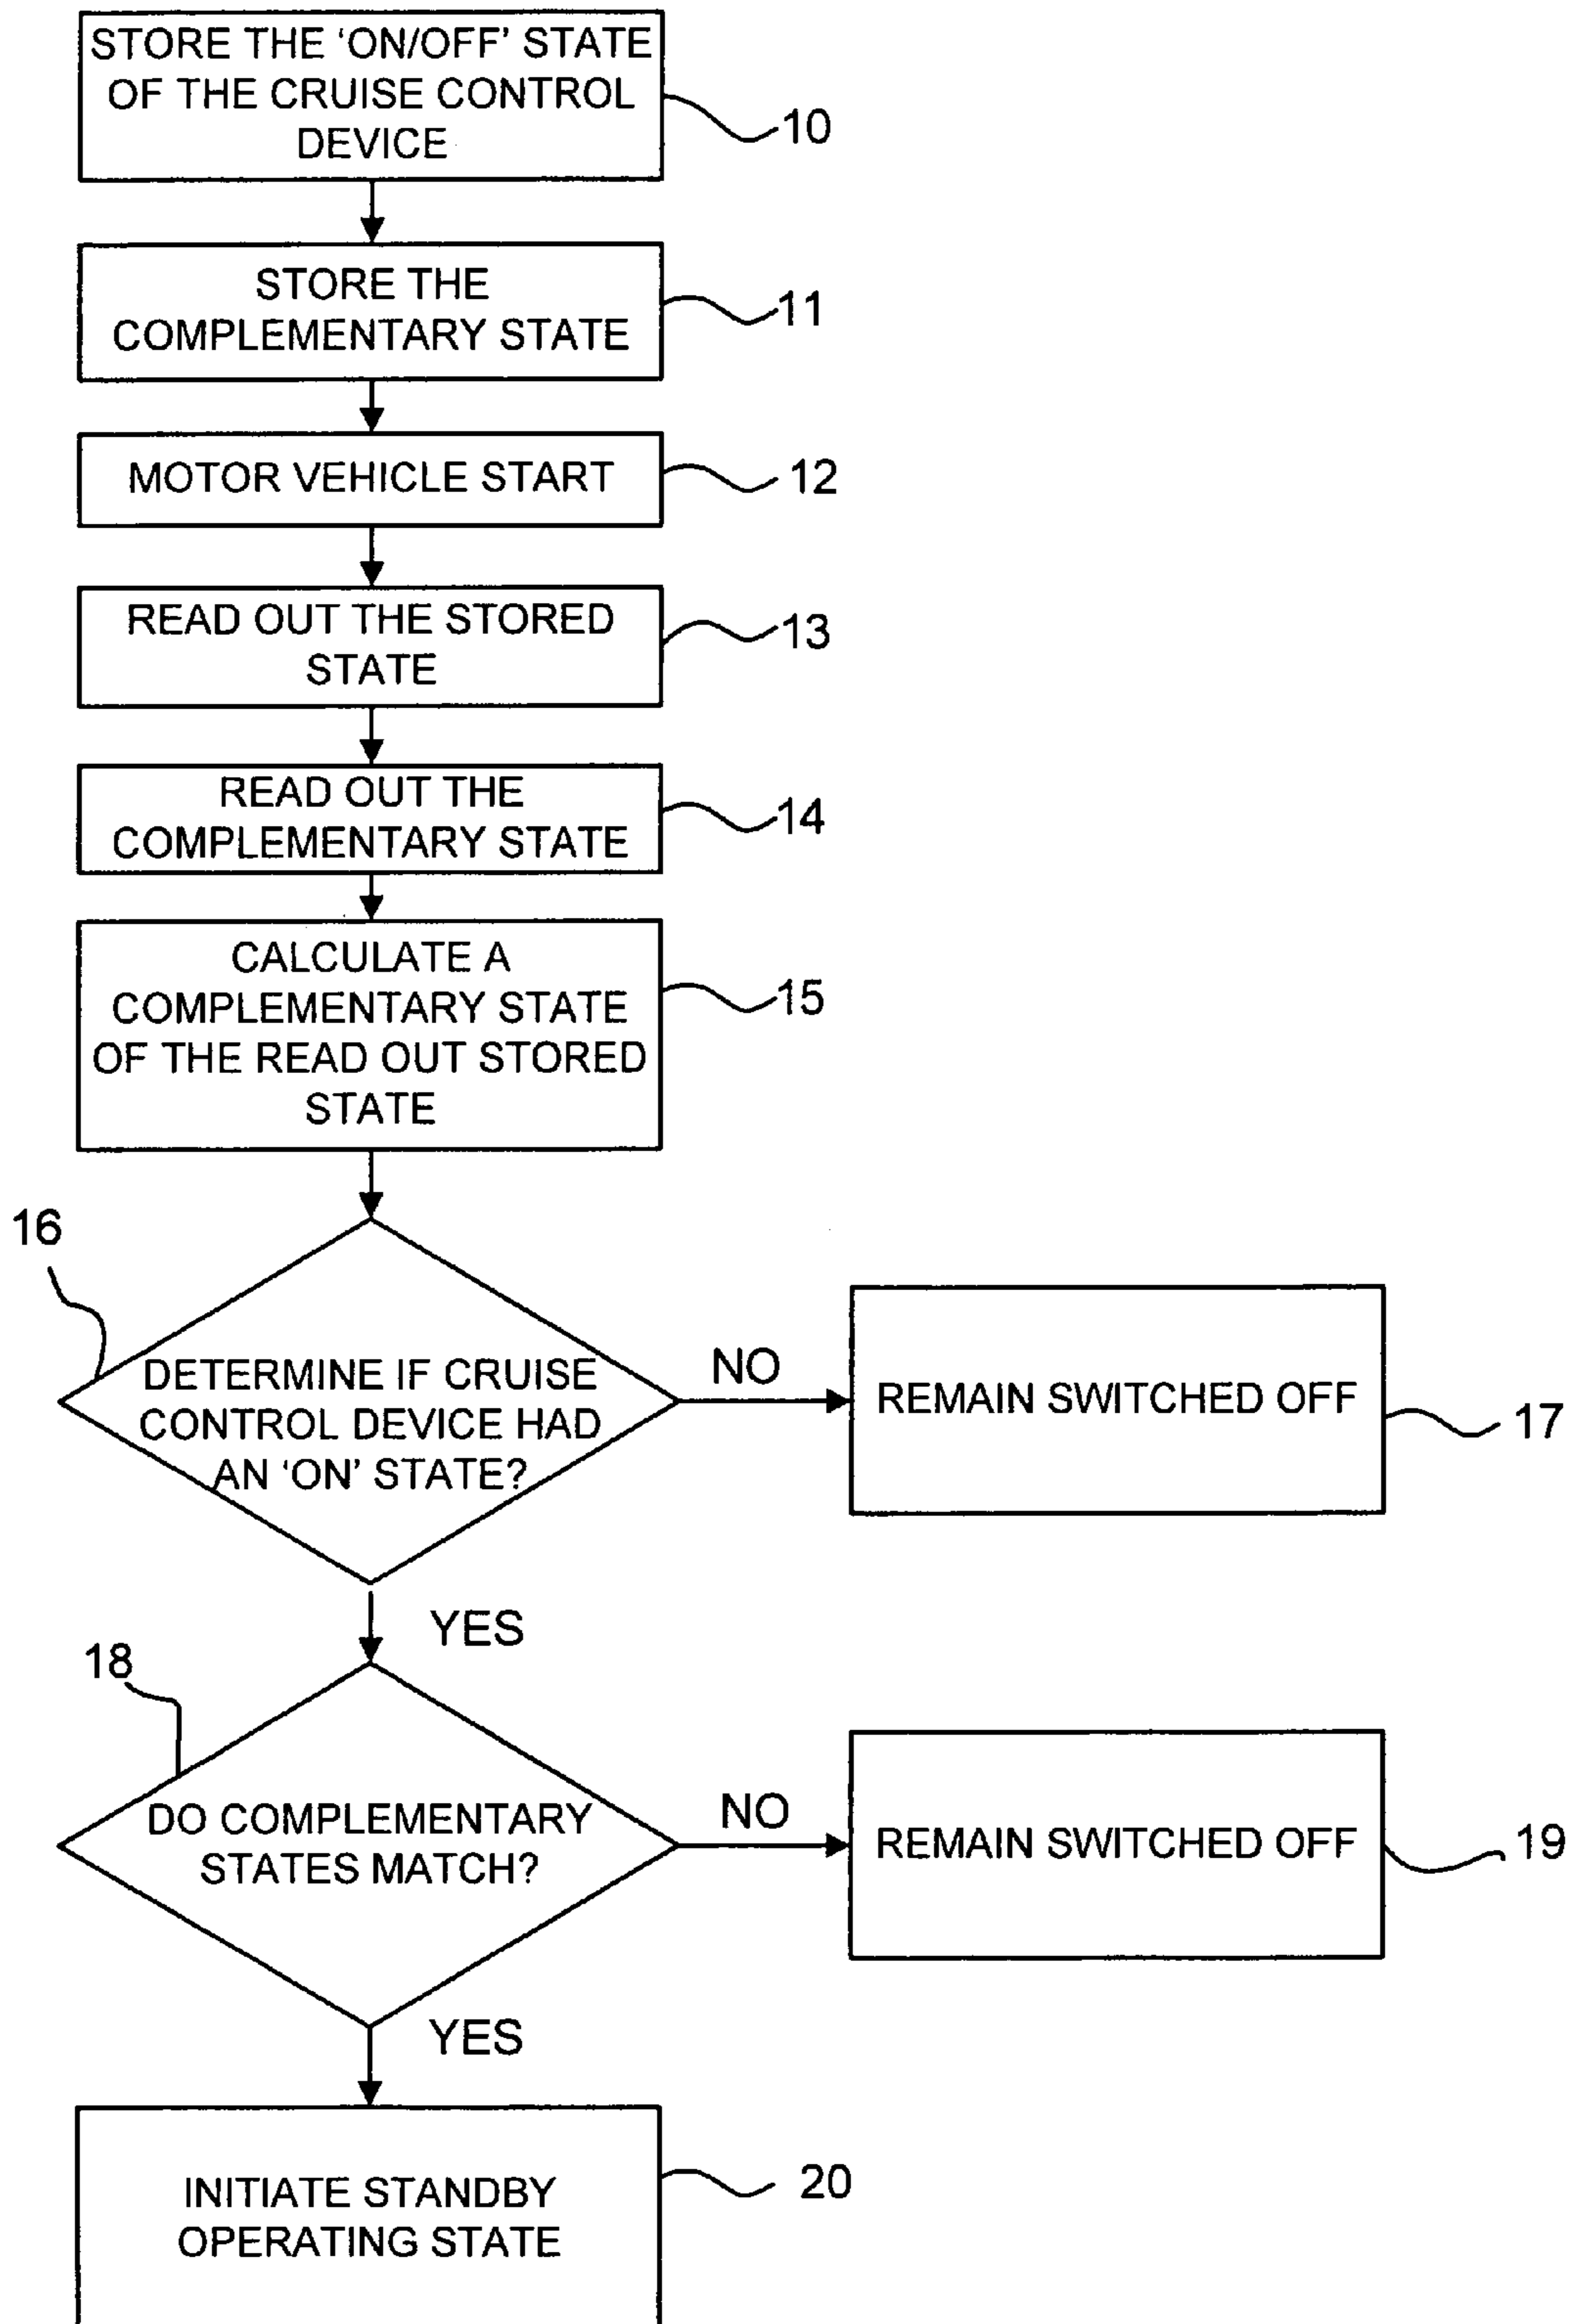 STORE THE ‘ON/OFF’ STATE
OF THE CRUISE CONTROL
DEVICE
10
STORE THE
COMPLEMENTARY STATE
11
MOTOR VEHICLE START
12
READ OUT THE STORED
STATE
13
READ OUT THE
COMPLEMENTARY STATE
14
CALCULATE A
COMPLEMENTARY STATE
OF THE READ OUT STORED
STATE
15
16
DETERMINE IF CRUISE
CONTROL DEVICE HAD
AN ‘ON’ STATE?
NO
REMAIN SWITCHED OFF
17
YES
18
DO COMPLEMENTARY
STATES MATCH?
NO
REMAIN SWITCHED OFF
19
YES
INITIATE STANDBY
OPERATING STATE
20